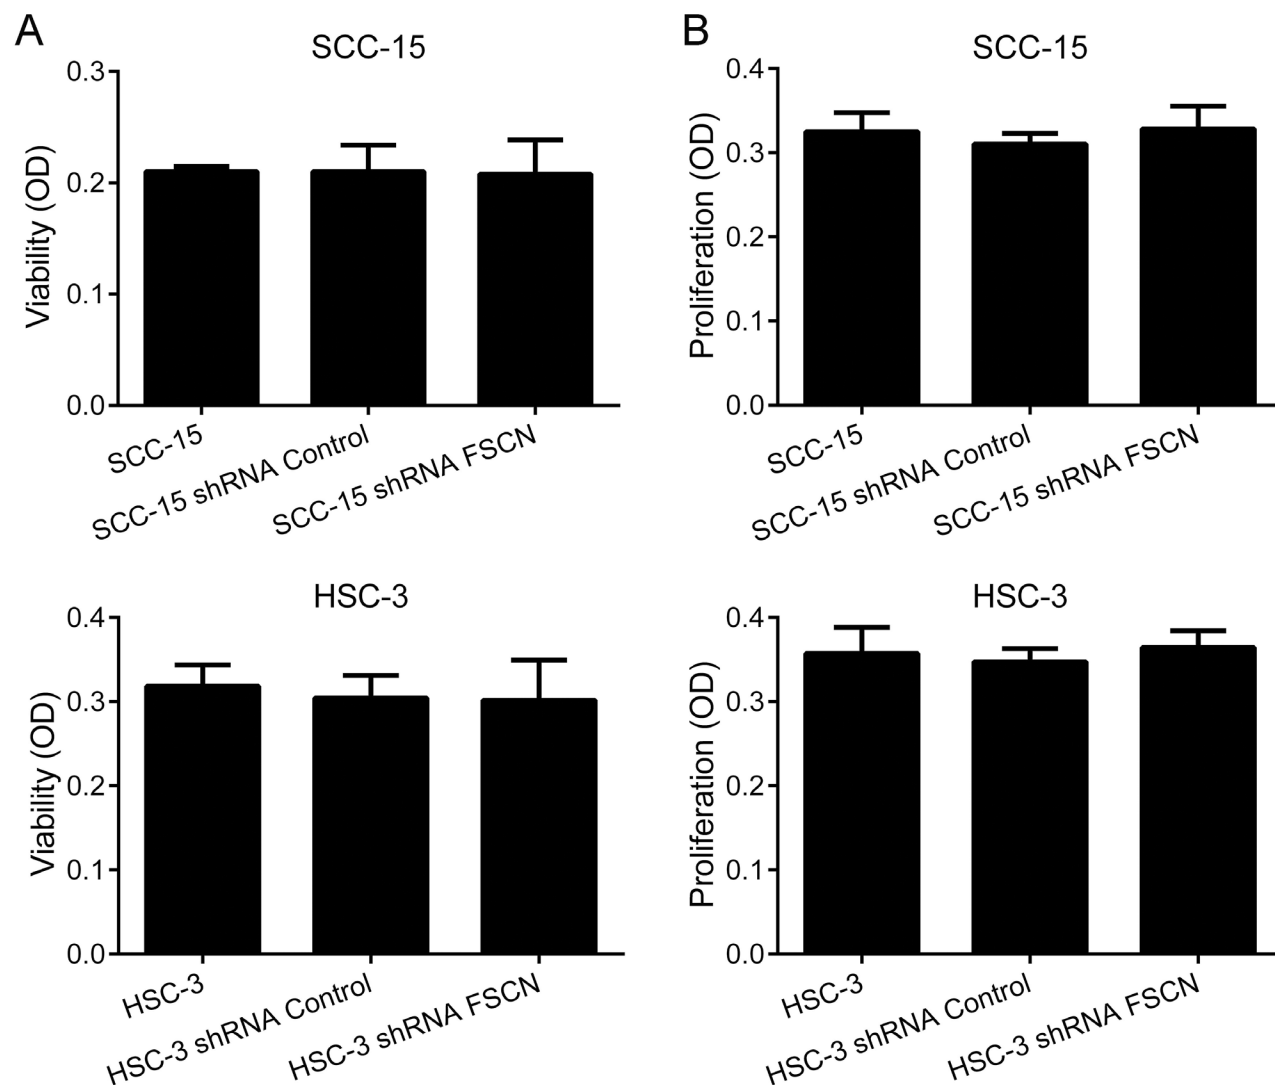 A
SCC-15
Viability (OD)
0.3
0.2
0.1
0.0
SCC-15
SCC-15 shRNA Control
SCC-15 shRNA FSCN
B
SCC-15
Proliferation (OD)
0.4
0.3
0.2
0.1
0.0
SCC-15
SCC-15 shRNA Control
SCC-15 shRNA FSCN
HSC-3
Viability (OD)
0.4
0.3
0.2
0.1
0.0
HSC-3
HSC-3 shRNA Control
HSC-3 shRNA FSCN
HSC-3
Proliferation (OD)
0.4
0.3
0.2
0.1
0.0
HSC-3
HSC-3 shRNA Control
HSC-3 shRNA FSCN